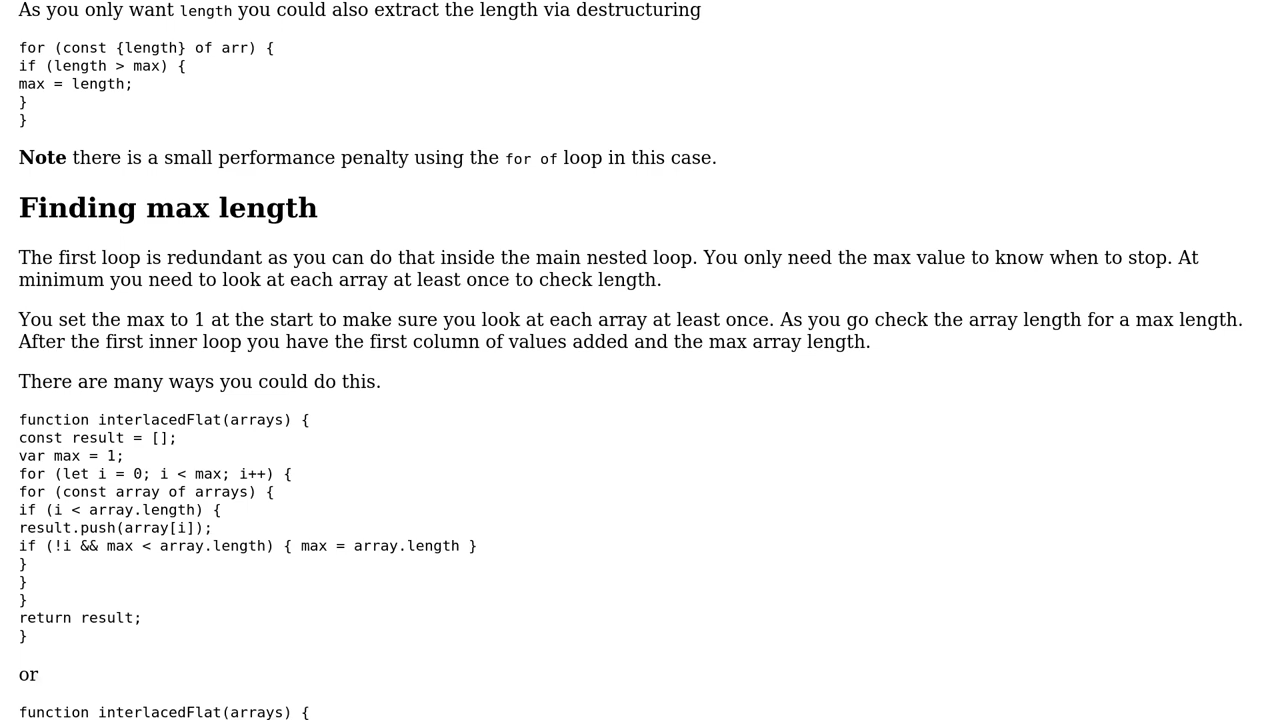 As you only want length you could also extract the length via destructuring
for (const {length} of arr) {
if (length > max) {
max = length;
}
}
Note there is a small performance penalty using the for of loop in this case.
Finding max length
The first loop is redundant as you can do that inside the main nested loop. You only need the max value to know when to stop. At
minimum you need to look at each array at least once to check length.
You set the max to 1 at the start to make sure you look at each array at least once. As you go check the array length for a max length.
After the first inner loop you have the first column of values added and the max array length.
There are many ways you could do this.
function interlacedFlat(arrays) {
const result = [];
var max = 1;
for (let i = 0; i < max; i++) {
for (const array of arrays) {
if (i < array.length) {
result.push(array[i]);
if (!i && max < array.length) { max = array.length }
}
}
}
return result;
}
or
function interlacedFlat(arrays) {